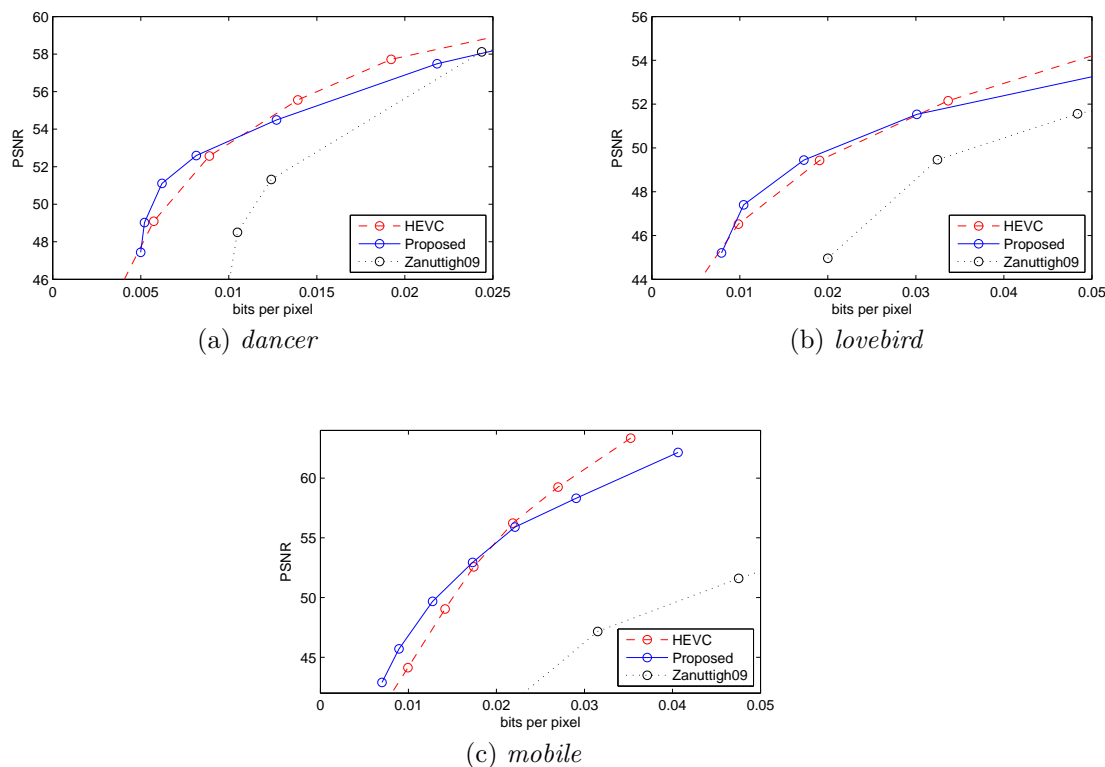 60
58
56
54
52
50
48
46
PSNR
0 0.005 0.01 0.015 0.02 0.025
bits per pixel
HEVC
Proposed
Zanuttigh09
(a) dancer
56
54
52
50
48
46
44
PSNR
0 0.01 0.02 0.03 0.04 0.05
bits per pixel
HEVC
Proposed
Zanuttigh09
(b) lovebird
60
55
50
45
PSNR
0 0.01 0.02 0.03 0.04 0.05
bits per pixel
HEVC
Proposed
Zanuttigh09
(c) mobile